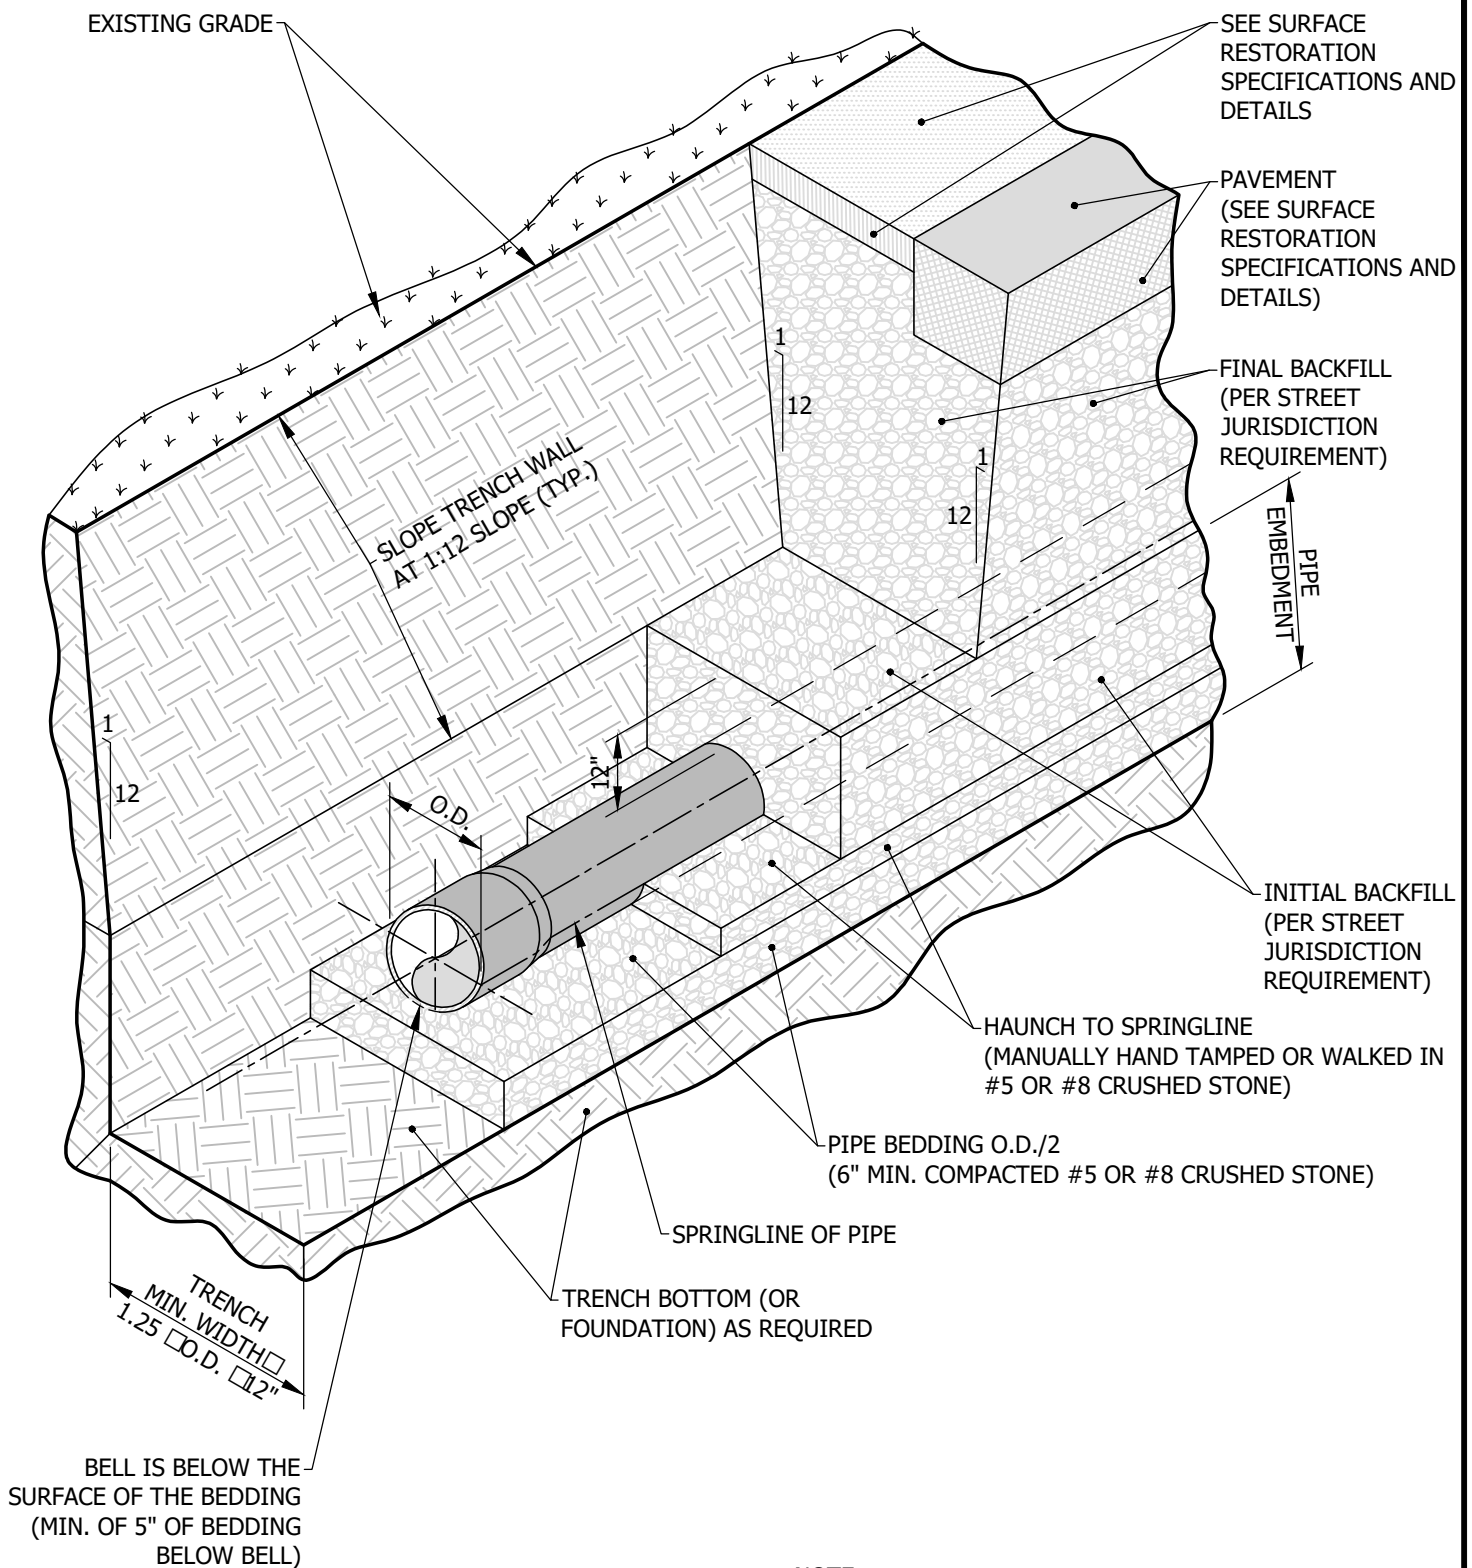 EXISTING GRADE
SEE SURFACE
RESTORATION
SPECIFICATIONS AND
DETAILS
PAVEMENT
(SEE SURFACE
RESTORATION
SPECIFICATIONS AND
DETAILS)
1
12
FINAL BACKFILL
(PER STREET
JURISDICTION
REQUIREMENT)
SLOPE TRENCH WALL
AT 1:12 SLOPE (TYP.)
1
12
PIPE
EMBEDMENT
1
12
12"
O.D.
INITIAL BACKFILL
(PER STREET
JURISDICTION
REQUIREMENT)
HAUNCH TO SPRINGLINE
(MANUALLY HAND TAMPED OR WALKED IN
#5 OR #8 CRUSHED STONE)
PIPE BEDDING O.D./2
(6" MIN. COMPACTED #5 OR #8 CRUSHED STONE)
SPRINGLINE OF PIPE
TRENCH BOTTOM (OR
FOUNDATION) AS REQUIRED
TRENCH
MIN. WIDTH□
1.25 □O.D. □12"
BELL IS BELOW THE
SURFACE OF THE BEDDING
(MIN. OF 5" OF BEDDING
BELOW BELL)